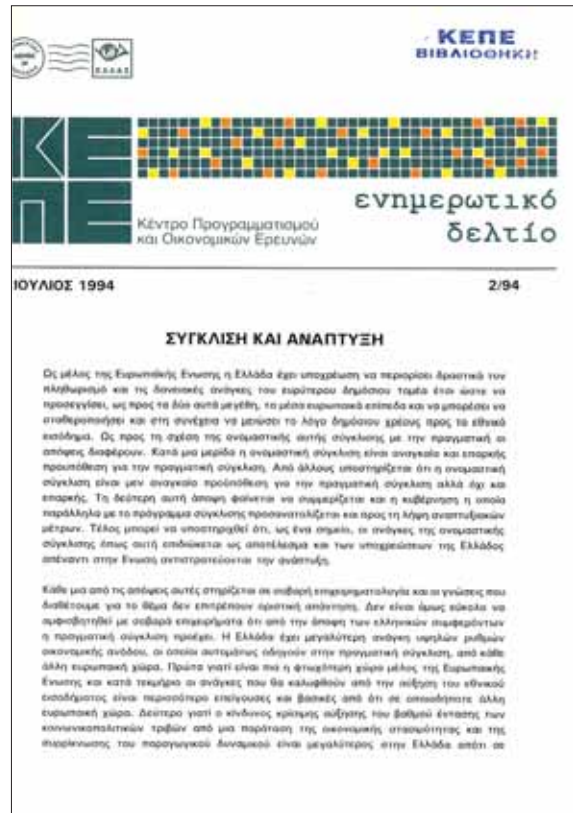 ΚΕΠΕ
ΒΙΒΛΙΟΘΗΚΗ
ΕΛΛΑΣ
ΚΕ
ΠΕ
Κέντρο Προγραμματισμού
και Οικονομικών Ερευνών
ενημερωτικό
δελτίο
ΙΟΥΛΙΟΣ 1994
2/94
ΣΥΓΚΛΙΣΗ ΚΑΙ ΑΝΑΠΤΥΞΗ
Ως μέλος της Ευρωπαϊκής Ενωσης η Ελλάδα έχει υποχρέωση να περιορίσει δραστικά τον
πληθωρισμό και τις δανειακές ανάγκες του ευρύτερου δημόσιου τομέα έτσι ώστε να
προσεγγίσει, ως προς τα δύο αυτά μεγέθη, τα μέσα ευρωπαϊκά επίπεδα και να μπορέσει να
σταθεροποιήσει και στη συνέχεια να μειώσει το λόγο δημόσιου χρέους προς το εθνικό
εισόδημα. Ως προς τη σχέση της ονομαστικής αυτής σύγκλισης με την πραγματική οι
απόψεις διαφέρουν. Κατά μια μερίδα η ονομαστική σύγκλιση είναι αναγκαία και επαρκής
προυπόθεση για την πραγματική σύγκλιση. Από άλλους υποστηρίζεται ότι η ονομαστική
σύγκλιση είναι μεν αναγκαία προϋπόθεση για την πραγματική σύγκλιση αλλά όχι και
επαρκής. Τη δεύτερη αυτή άποψη φαίνεται να συμμερίζεται και η κυβέρνηση η οποία
παράλληλα με το πρόγραμμα σύγκλισης προσανατολίζεται και προς τη λήψη αναπτυξιακών
μέτρων. Τέλος μπορεί να υποστηριχθεί ότι, ως ένα σημείο, οι ανάγκες της ονομαστικής
σύγκλισης όπως αυτή επιδιώκεται ως αποτέλεσμα και των υποχρεώσεων της Ελλάδος
απέναντι στην Ενωση αντιστρατεύονται την ανάπτυξη.
Κάθε μια από τις απόψεις αυτές στηρίζεται σε σοβαρή επιχειρηματολογία και οι γνώσεις που
διαθέτουμε για το θέμα δεν επιτρέπουν οριστική απάντηση. Δεν είναι όμως εύκολο να
αμφισβητηθεί με σοβαρά επιχειρήματα ότι από την άποψη των ελληνικών συμφερόντων
η πραγματική σύγκλιση προέχει. Η Ελλάδα έχει μεγαλύτερη ανάγκη υψηλών ρυθμών
οικονομικής ανόδου, οι οποίοι αυτομάτως οδηγούν στην πραγματική σύγκλιση, από κάθε
άλλη ευρωπαϊκή χώρα. Πρώτα γιατί είναι πια η φτωχότερη χώρα μέλος της Ευρωπαϊκής
Ενωσης και κατά τεκμήριο οι ανάγκες που θα καλυφθούν από την αύξηση του εθνικού
εισοδήματος είναι περισσότερο επείγουσες και βασικές από ότι σε οποιαδήποτε άλλη
ευρωπαϊκή χώρα. Δεύτερο γιατί ο κίνδυνος κρίσιμης αύξησης του βαθμού έντασης των
κοινωνικοπολιτικών τριβών από μια παράταση της οικονομικής στασιμότητας και της
συρρίκνωσης του παραγωγικού δυναμικού είναι μεγαλύτερος στην Ελλάδα απότι σε